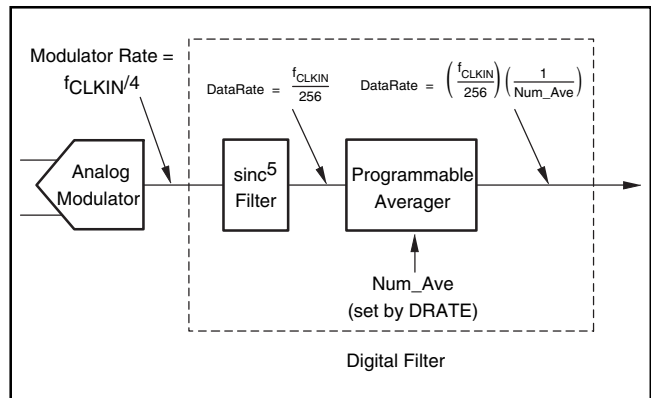 Modulator Rate =
fCLKIN/4
DataRate = fCLKIN/256
DataRate = (fCLKIN/256)(1/Num_Ave)
Analog
Modulator
sinc5
Filter
Programmable
Averager
Num_Ave
(set by DRATE)
Digital Filter